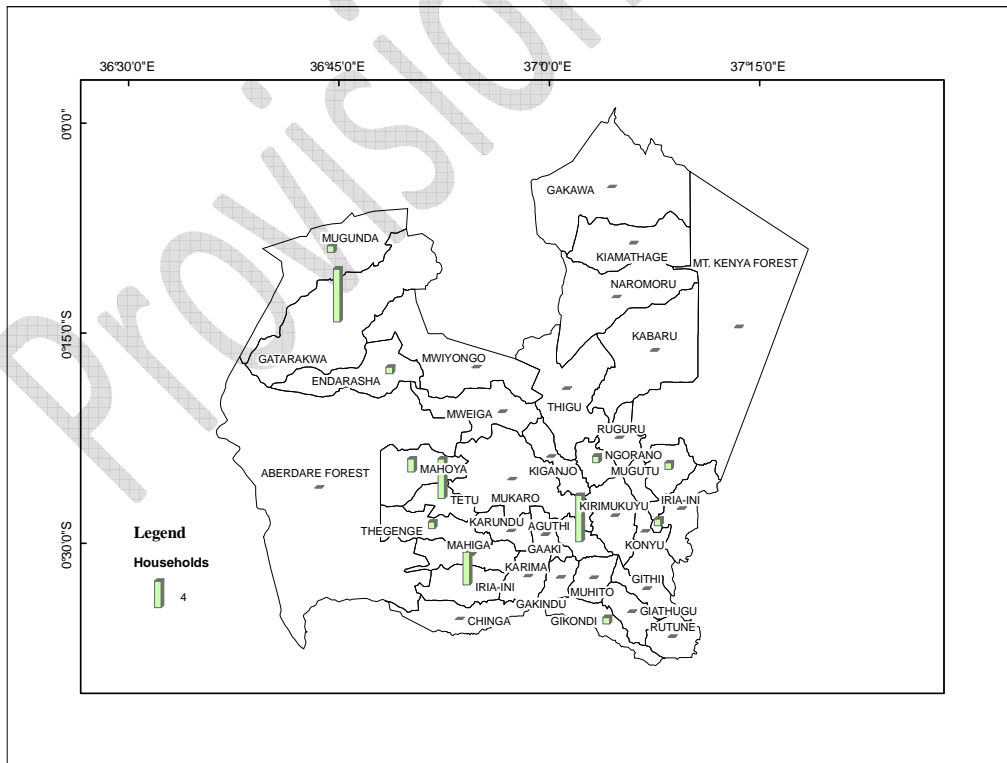 Provision
36°30'0"E
36°45'0"E
37°0'0"E
37°15'0"E
0°0'0"
0°15'0"S
0°30'0"S
GAKAWA
MUGUNDA
KIAMATHAGE
MT. KENYA FOREST
NAROMORU
KABARU
GATARAKWA
MWIYONGO
ENDARASHA
THIGU
MWEIGA
RUGURU
NGORANO
MAHOYA
KIGANJO
MUGUTU
ABERDARE FOREST
TETU
MUKARO
KIRIMUKUYU
IRIA-INI
THEGENGE
KARUNDU
AGUTHI
KONYU
MAHIGA
GAAKI
KARIMA
IRIA-INI
GITHII
MUHITO
GAKINDU
GIATHUGU
CHINGA
GIKONDI
RUTUNE
Legend
Households
4